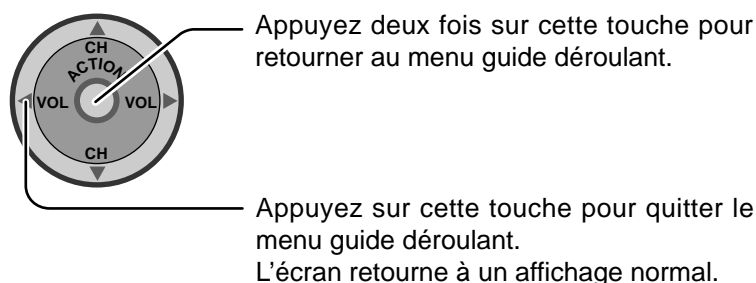 Appuyez deux fois sur cette touche pour
retourner au menu guide déroulant.
CH
ACTION
VOL VOL
CH
Appuyez sur cette touche pour quitter le
menu guide déroulant.
L'écran retourne à un affichage normal.